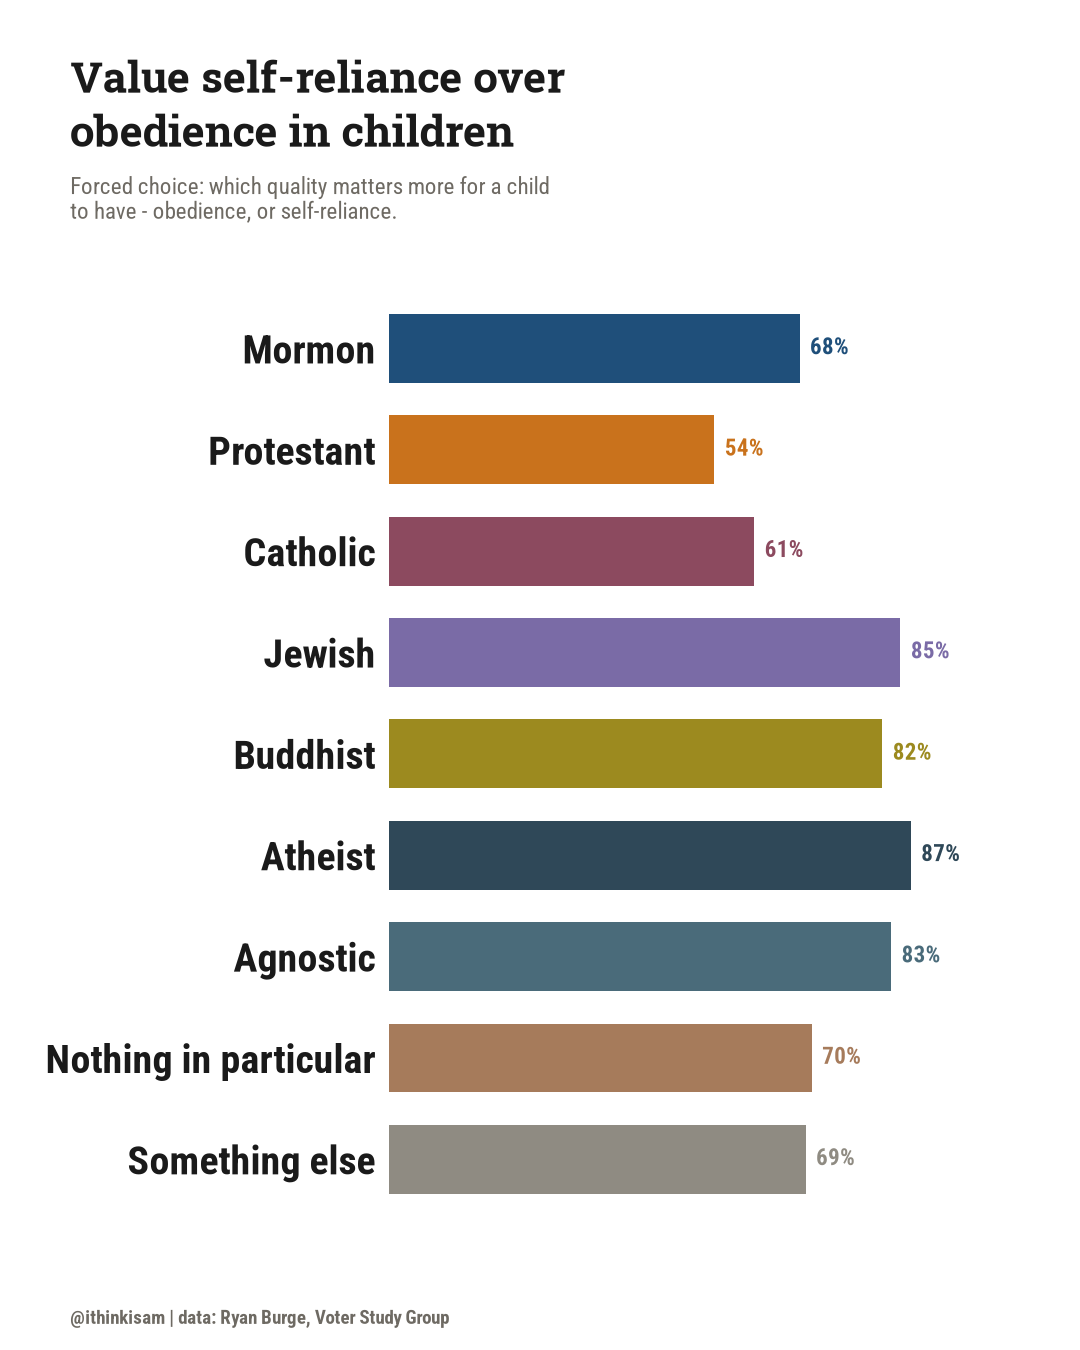 Value self-reliance over
obedience in children
Forced choice: which quality matters more for a child
to have - obedience, or self-reliance.
Mormon 68%
Protestant 54%
Catholic 61%
Jewish 85%
Buddhist 82%
Atheist 87%
Agnostic 83%
Nothing in particular 70%
Something else 69%
@ithinkisam | data: Ryan Burge, Voter Study Group